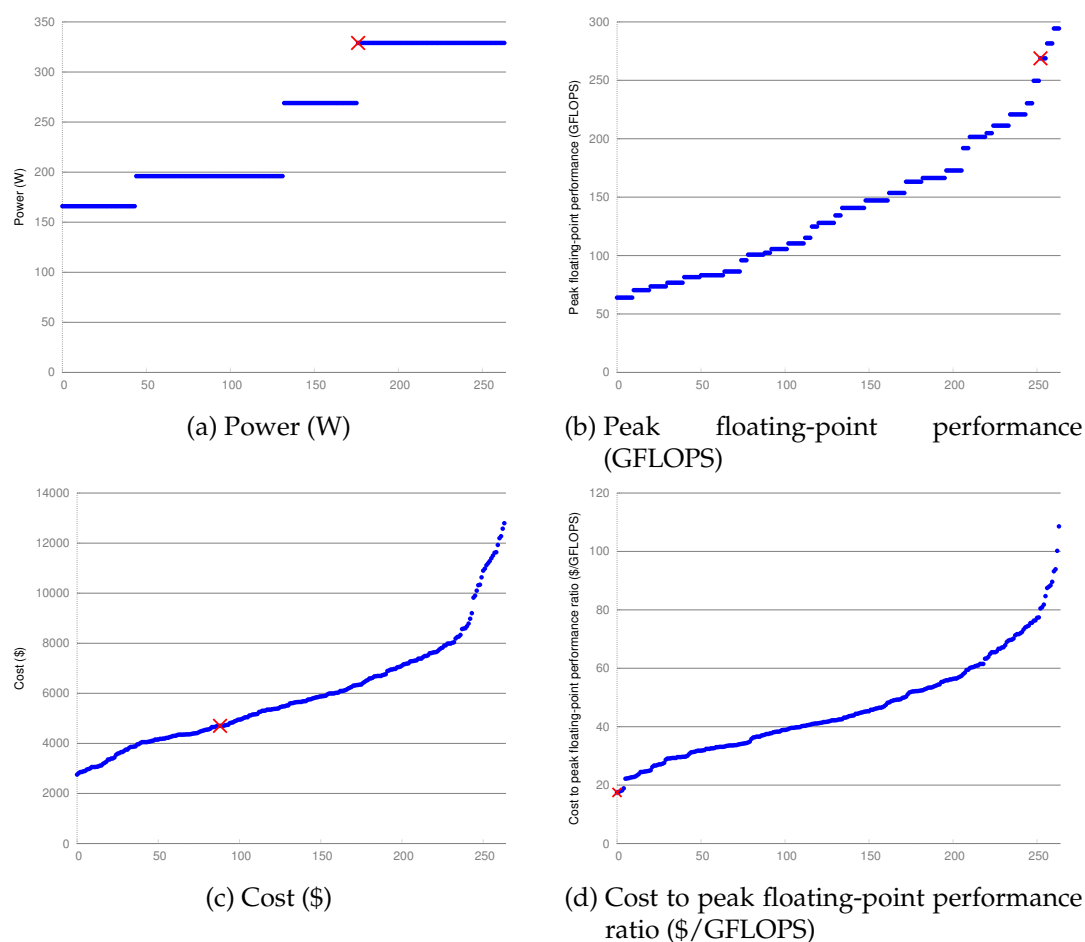 350
300
250
200
150
100
50
0
Power (W)
0 50 100 150 200 250
(a) Power (W)
300
250
200
150
100
50
0
Peak floating-point performance (GFLOPS)
0 50 100 150 200 250
(b) Peak floating-point performance
(GFLOPS)
14000
12000
10000
8000
6000
4000
2000
0
Cost ($)
0 50 100 150 200 250
(c) Cost ($)
120
100
80
60
40
20
0
Cost to peak floating-point performance ratio ($/GFLOPS)
0 50 100 150 200 250
(d) Cost to peak floating-point performance
ratio ($/GFLOPS)